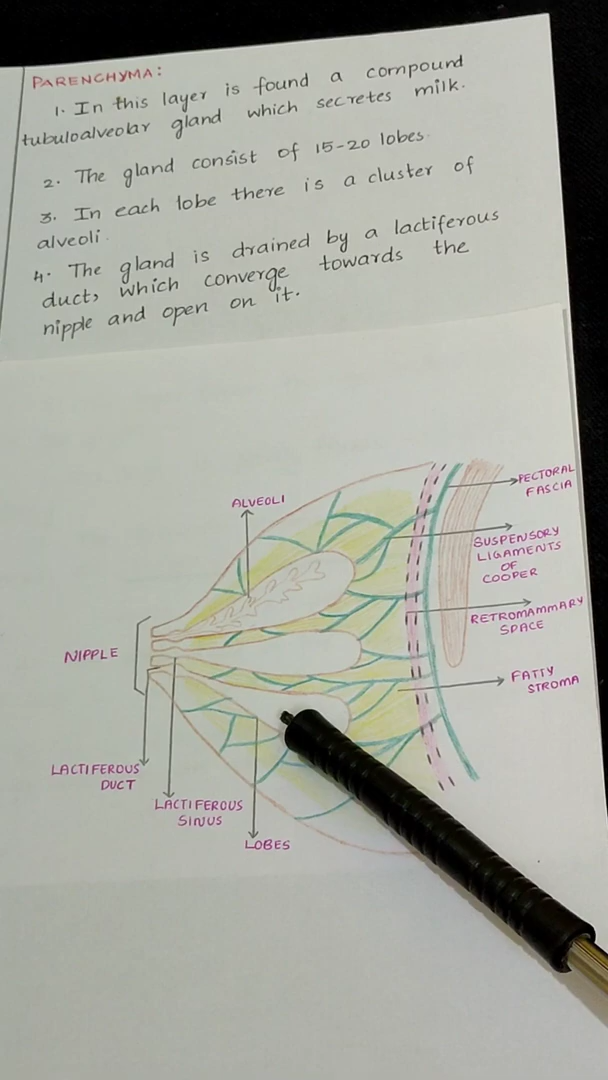 PARENCHYMA:
1. In this layer is found a compound
tubuloalveolar gland which secretes milk.
2. The gland consist of 15-20 lobes
3. In each lobe there is a cluster of
alveoli.
4. The gland is drained by a lactiferous
duct, which converge towards the
nipple and open on it.
ALVEOLI
PECTORAL
FASCIA
SUSPENSORY
LIGAMENTS
OF
COOPER
RETROMAMMARY
SPACE
NIPPLE
FATTY
STROMA
LACTIFEROUS
DUCT
LACTIFEROUS
SINUS
LOBES